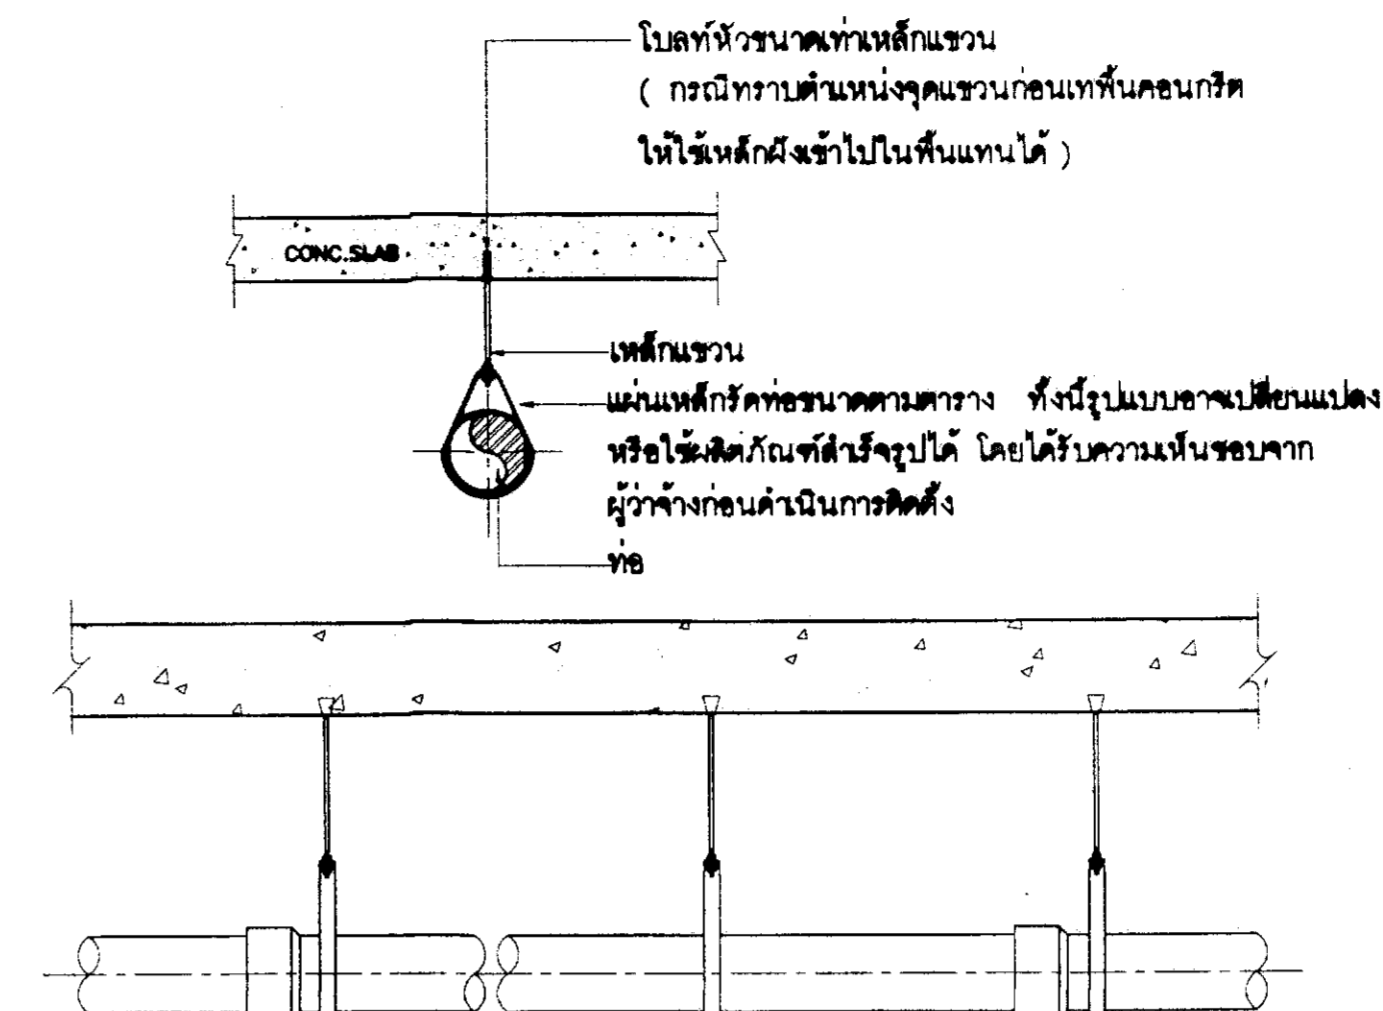 โบลท์หัวขนาดเท่าเหล็กแขวน
( กรณีทราบตำแหน่งจุดแขวนก่อนเทพื้นคอนกรีต
ให้ใช้เหล็กฝังเข้าไปในพื้นแทนได้ )
CONC.SLAB
เหล็กแขวน
แผ่นเหล็กรัดท่อขนาดตามตาราง ทั้งนี้รูปแบบอาจเปลี่ยนแปลง
หรือใช้ผลิตภัณฑ์สำเร็จรูปได้ โดยได้รับความเห็นชอบจาก
ผู้ว่าจ้างก่อนดำเนินการติดตั้ง
ท่อ